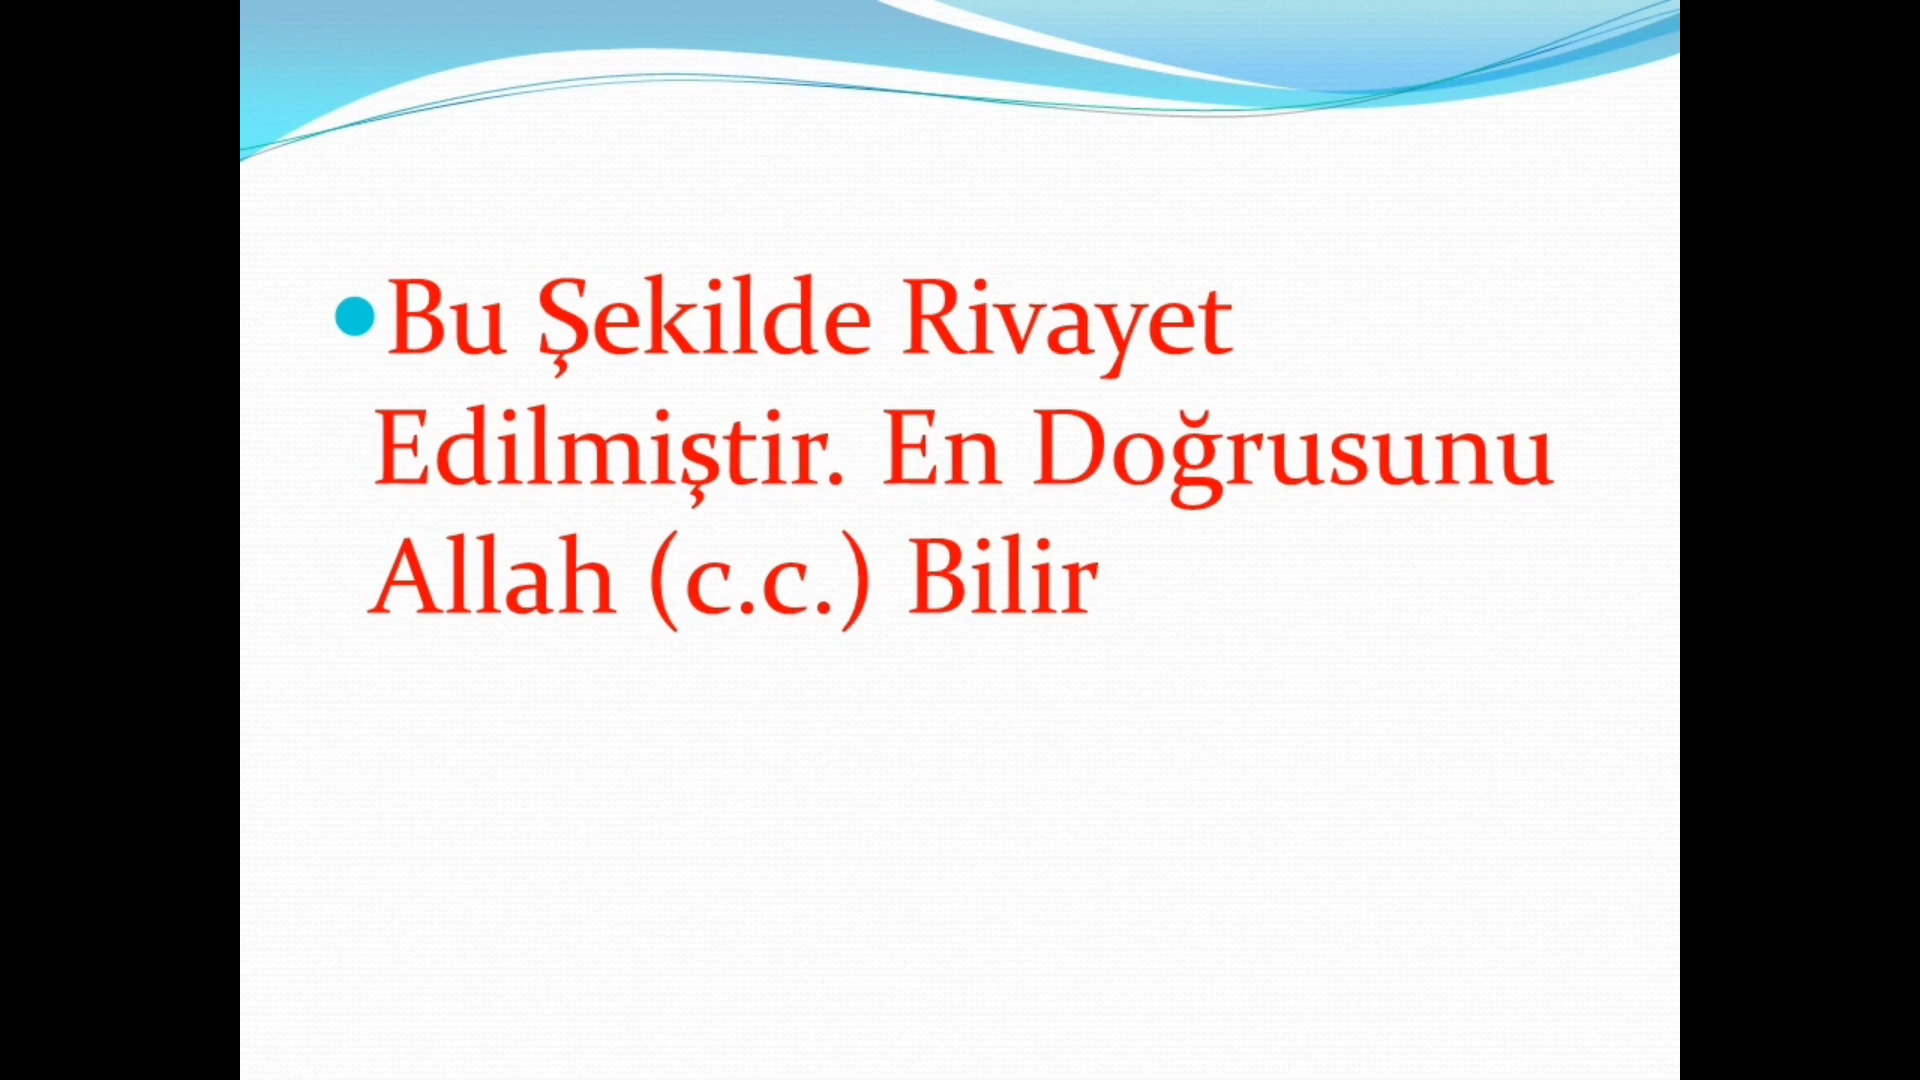 •Bu Şekilde Rivayet
Edilmiştir. En Doğrusunu
Allah (c.c.) Bilir